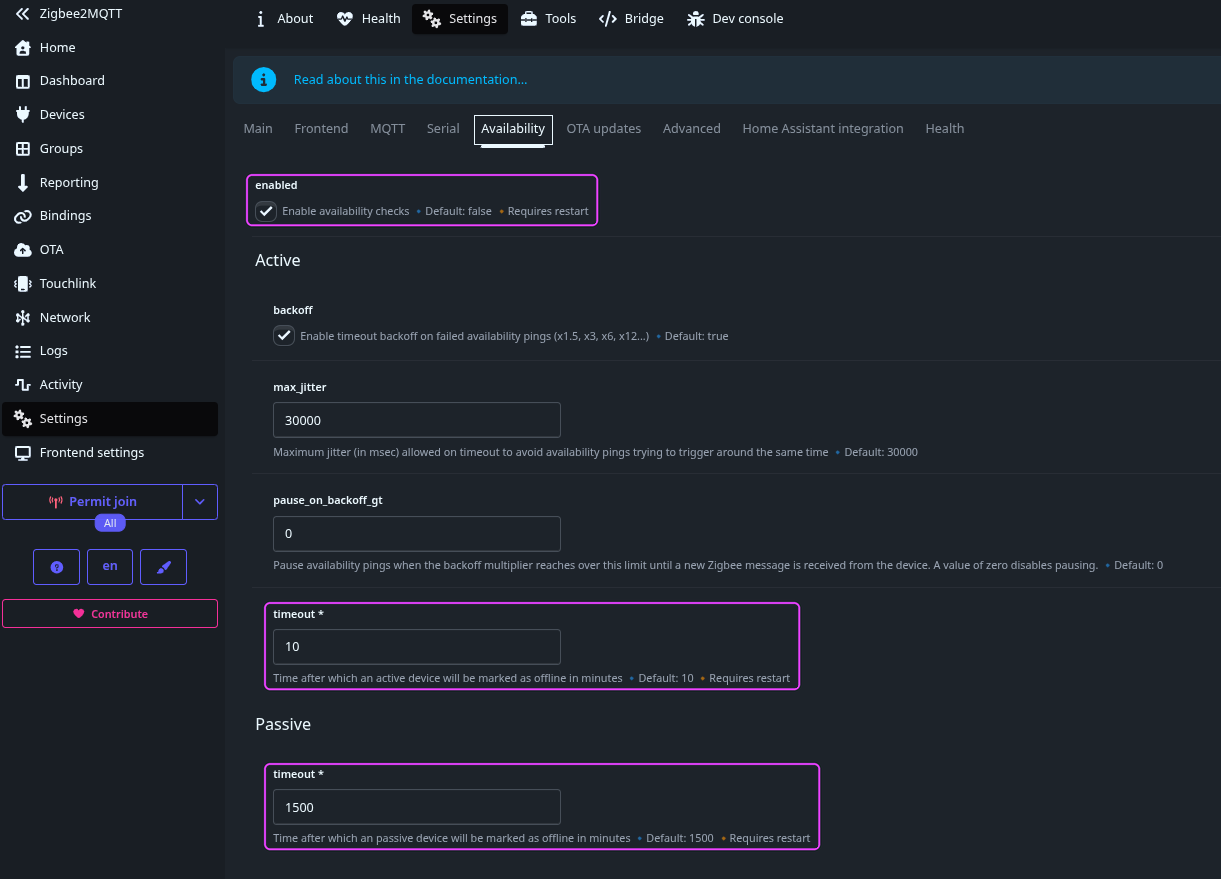 Zigbee2MQTT
Home
Dashboard
Devices
Groups
Reporting
Bindings
OTA
Touchlink
Network
Logs
Activity
Settings
Frontend settings
Permit join
All
en
Contribute
About Health Settings Tools Bridge Dev console
Read about this in the documentation...
Main Frontend MQTT Serial Availability OTA updates Advanced Home Assistant integration Health
enabled
Enable availability checks • Default: false • Requires restart
Active
backoff
Enable timeout backoff on failed availability pings (x1.5, x3, x6, x12...) • Default: true
max_jitter
30000
Maximum jitter (in msec) allowed on timeout to avoid availability pings trying to trigger around the same time • Default: 30000
pause_on_backoff_gt
0
Pause availability pings when the backoff multiplier reaches over this limit until a new Zigbee message is received from the device. A value of zero disables pausing. • Default: 0
timeout *
10
Time after which an active device will be marked as offline in minutes • Default: 10 • Requires restart
Passive
timeout *
1500
Time after which an passive device will be marked as offline in minutes • Default: 1500 • Requires restart